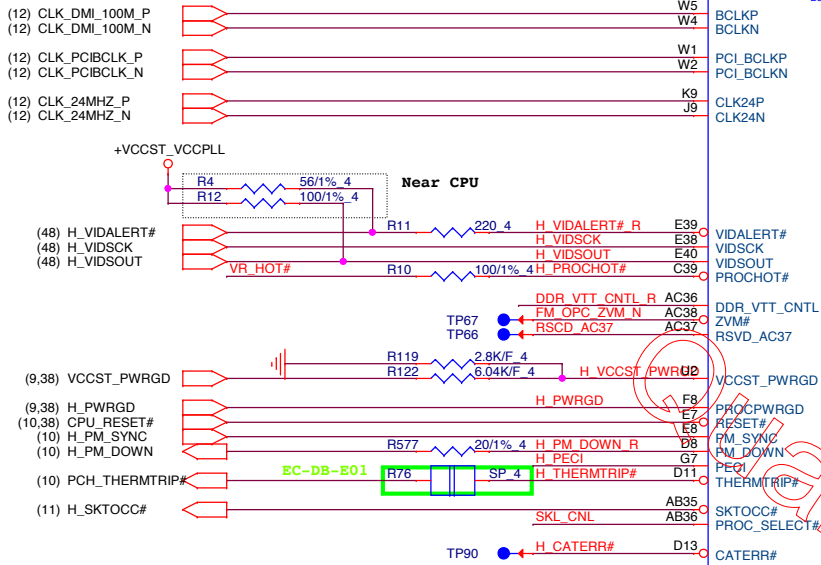 (12) CLK_DMI_100M_P W5 BCLKP
(12) CLK_DMI_100M_N W4 BCLKN
(12) CLK_PCIBCLK_P W1 PCI_BCLKP
(12) CLK_PCIBCLK_N W2 PCI_BCLKN
(12) CLK_24MHZ_P K9 CLK24P
(12) CLK_24MHZ_N J9 CLK24N
+VCCST_VCCPLL
R4 56/1%_4 Near CPU
R12 100/1%_4
(48) H_VIDALERT# R11 220_4 H_VIDALERT#_R E39 VIDALERT#
(48) H_VIDSCK H_VIDSCK E38 VIDSCK
(48) H_VIDSOUT H_VIDSOUT E40 VIDSOUT
VR_HOT# R10 100/1%_4 H_PROCHOT# C39 PROCHOT#
DDR_VTT_CNTL_R AC36 DDR_VTT_CNTL
TP67 FM_OPC_ZVM_N AC38 ZVM#
TP66 RSCD_AC37 AC37 RSVD_AC37
R119 2.8K/F_4
(9,38) VCCST_PWRGD R122 6.04K/F_4 H_VCCST_PWRGD U2 VCCST_PWRGD
(9,38) H_PWRGD H_PWRGD F8 PROCPWRGD
(10,38) CPU_RESET# E7 RESET#
(10) H_PM_SYNC E8 PM_SYNC
(10) H_PM_DOWN R577 20/1%_4 H_PM_DOWN_R D8 PM_DOWN
H_PECI G7 PECI
EC-DB-E01
(10) PCH_THERMTRIP# R76 SP_4 H_THERMTRIP# D11 THERMTRIP#
(11) H_SKTOCC# AB35 SKTOCC#
SKL_CNL AB36 PROC_SELECT#
TP90 H_CATERR# D13 CATERR#